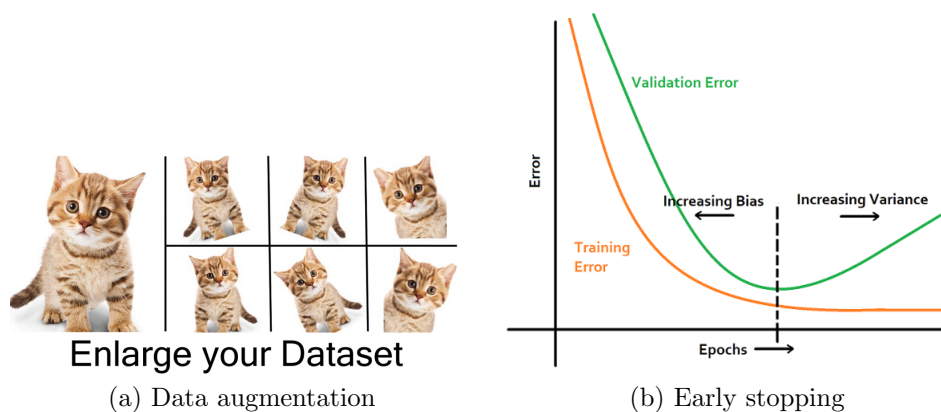 Enlarge your Dataset
(a) Data augmentation
Validation Error
Error
Increasing Bias
Increasing Variance
Training
Error
Epochs
(b) Early stopping